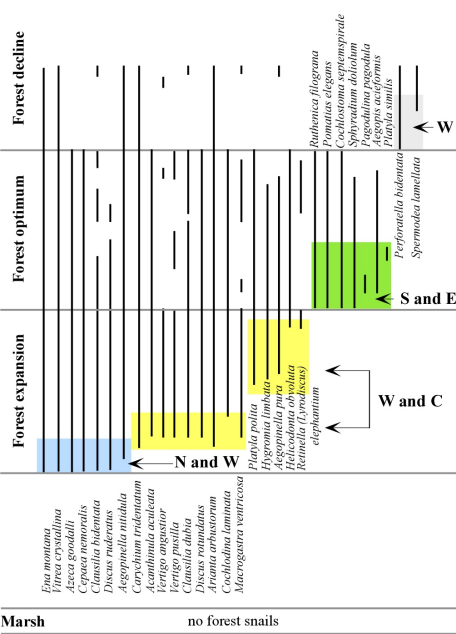 Forest decline
Forest optimum
Forest expansion
Ruthenica filograna
Pomatias elegans
Cochlostoma septemspirale
Sphyradium doliolum
Pagodulina pagodula
Aegopis acieformis
Platyla similis
W
Perforatella bidentata
Spermodea lamellata
S and E
Platyla polita
Hygromia limbata
Aegopinella pura
Helicodonta obvoluta
Retinella (Lyrodiscus)
elephantium
W and C
N and W
Ena montana
Vitrea crystallina
Azeca goodalli
Cepaea nemoralis
Clausilia bidentata
Discus ruderatus
Aegopinella nitidula
Carychium tridentatum
Acanthinula aculeata
Vertigo angustior
Vertigo pusilla
Clausilia dubia
Discus rotundatus
Arianta arbustorum
Cochlodina laminata
Macrogastra ventricosa
Marsh
no forest snails